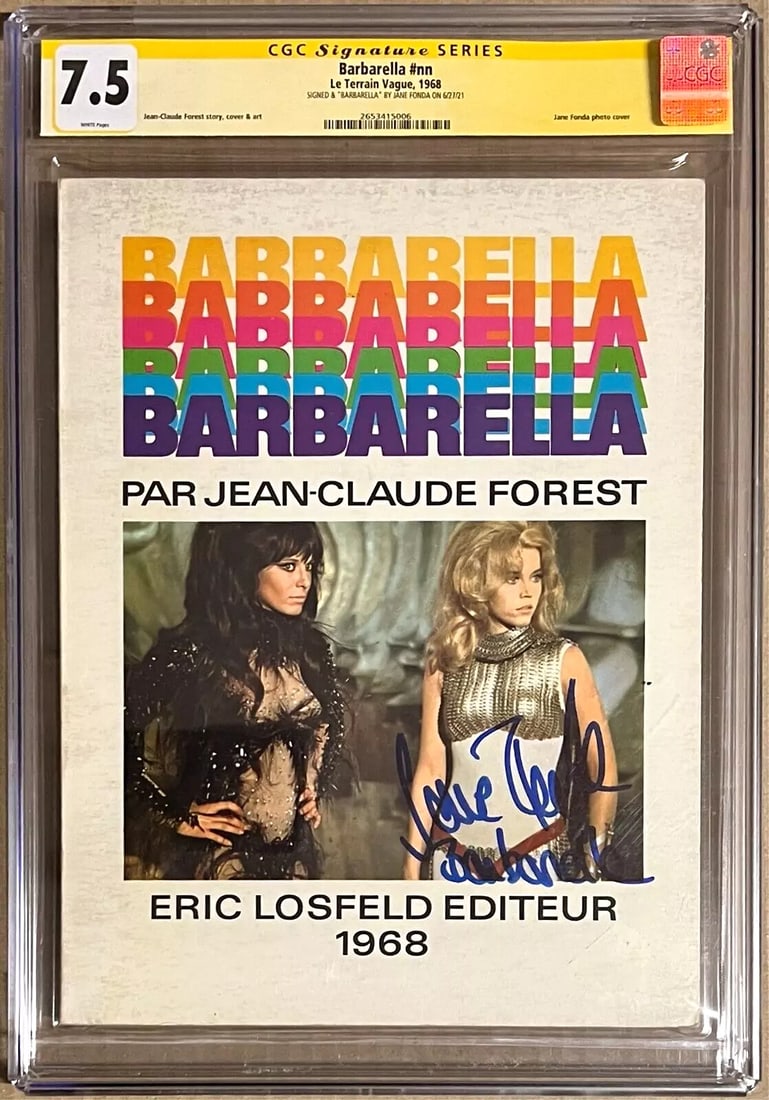 CGC Signature SERIES
7.5
WHITE Pages
Barbarella #nn
Le Terrain Vague, 1968
SIGNED & "BARBARELLA" BY JANE FONDA ON 6/27/21
Jean-Claude Forest story, cover & art
2653415006
Jane Fonda photo cover
CGC
BARBARELLA
BARBARELLA
BARBARELLA
BARBARELLA
BARBARELLA
BARBARELLA
PAR JEAN-CLAUDE FOREST
Jane Fonda
Barbarella
ERIC LOSFELD EDITEUR
1968